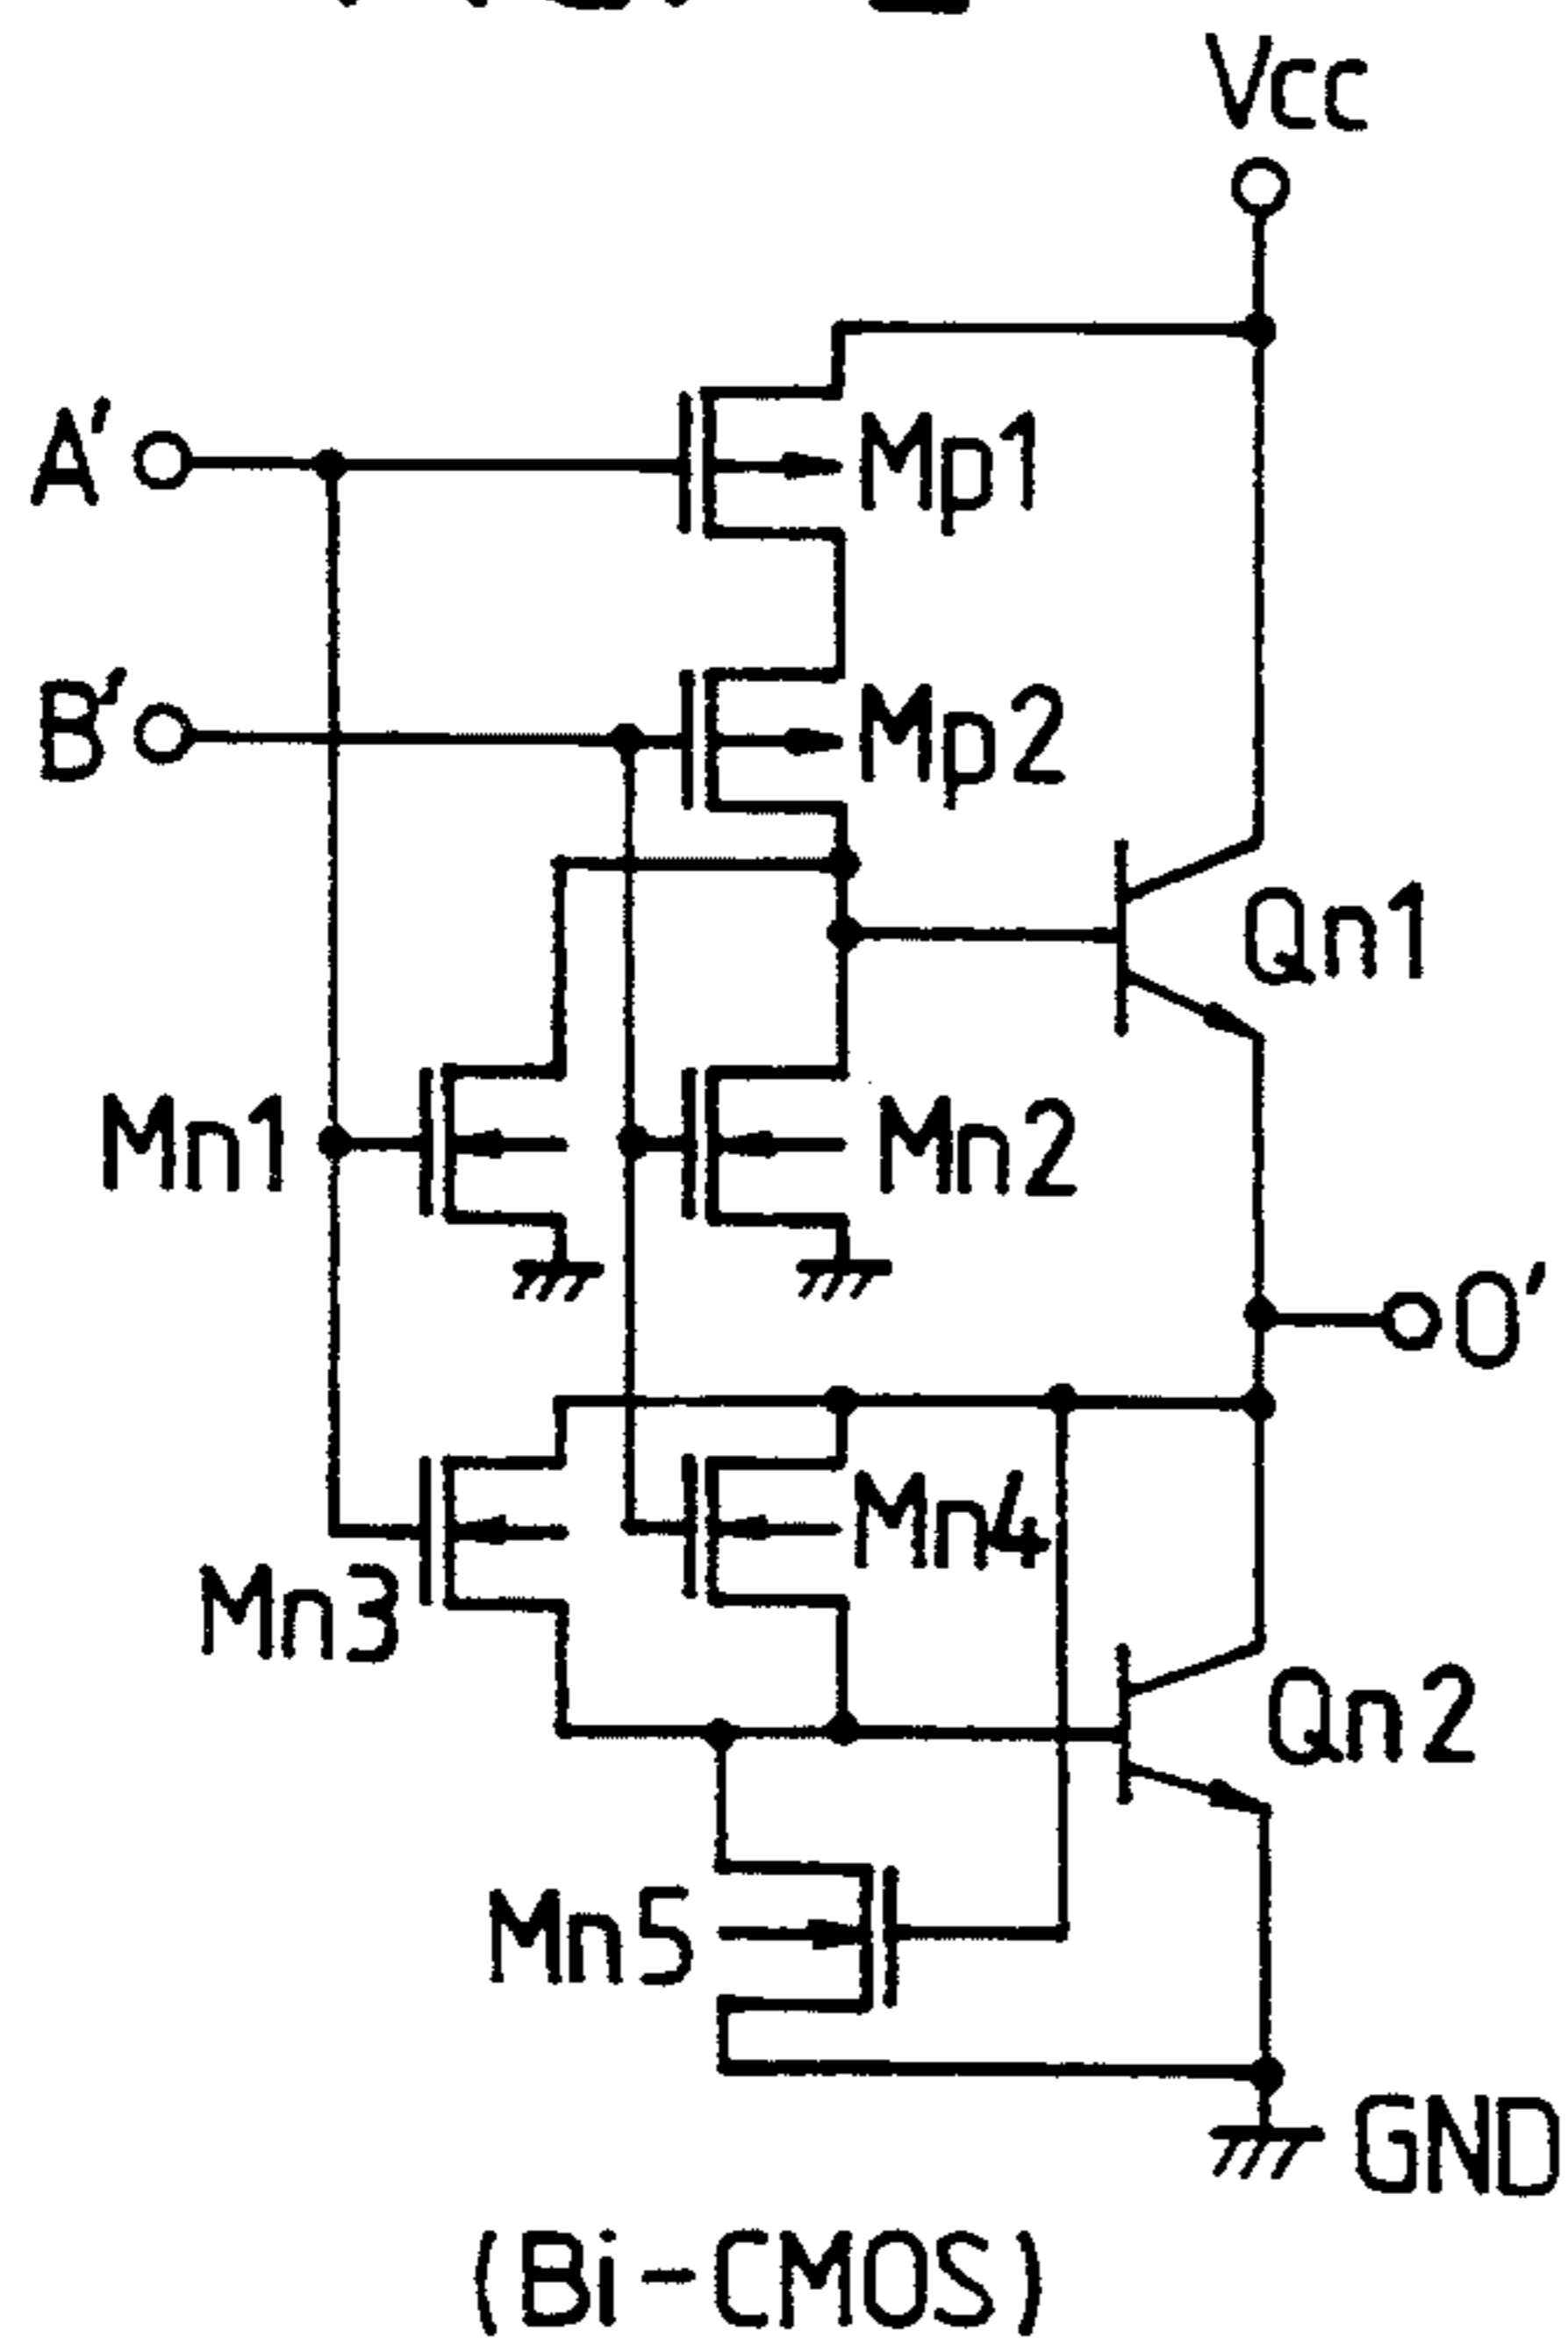 Vcc
A'
Mp1
B'
Mp2
Qn1
Mn1
Mn2
O'
Mn4
Mn3
Qn2
Mn5
GND
(Bi-CMOS)